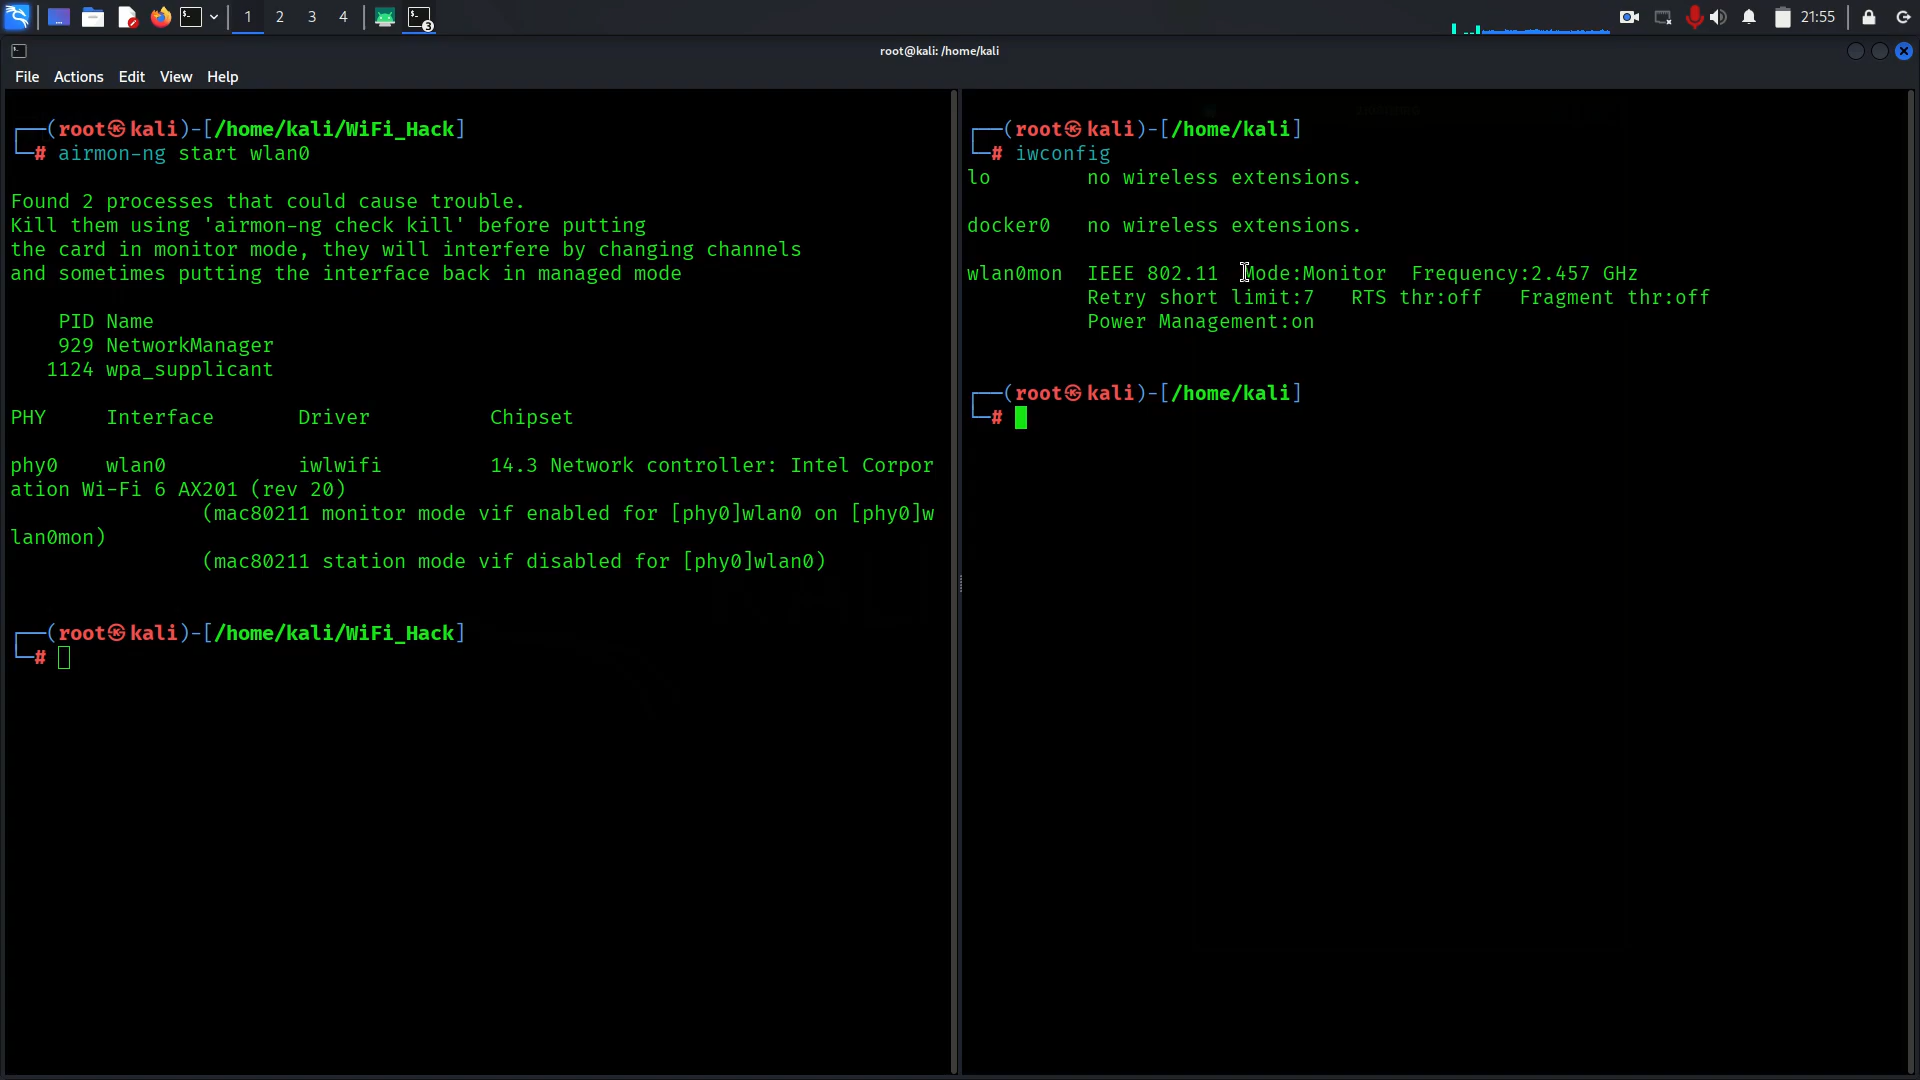 1 2 3 4 3 21:55
root@kali: /home/kali
File Actions Edit View Help
┌──(root㉿kali)-[/home/kali/WiFi_Hack]
└─# airmon-ng start wlan0
Found 2 processes that could cause trouble.
Kill them using 'airmon-ng check kill' before putting
the card in monitor mode, they will interfere by changing channels
and sometimes putting the interface back in managed mode
PID Name
929 NetworkManager
1124 wpa_supplicant
PHY Interface Driver Chipset
phy0 wlan0 iwlwifi 14.3 Network controller: Intel Corpor
ation Wi-Fi 6 AX201 (rev 20)
(mac80211 monitor mode vif enabled for [phy0]wlan0 on [phy0]w
lan0mon)
(mac80211 station mode vif disabled for [phy0]wlan0)
┌──(root㉿kali)-[/home/kali/WiFi_Hack]
└─#
┌──(root㉿kali)-[/home/kali]
└─# iwconfig
lo no wireless extensions.
docker0 no wireless extensions.
wlan0mon IEEE 802.11 Mode:Monitor Frequency:2.457 GHz
Retry short limit:7 RTS thr:off Fragment thr:off
Power Management:on
┌──(root㉿kali)-[/home/kali]
└─#